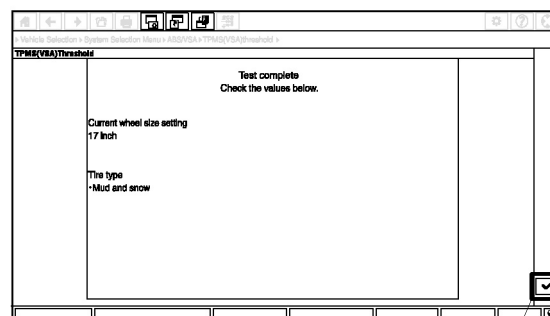 › Vehicle Selection › System Selection Menu › ABS/VSA › TPMS(VSA)threshold ›
TPMS(VSA)Threshold
Test complete
Check the values below.
Current wheel size setting
17 inch
Tire type
・Mud and snow